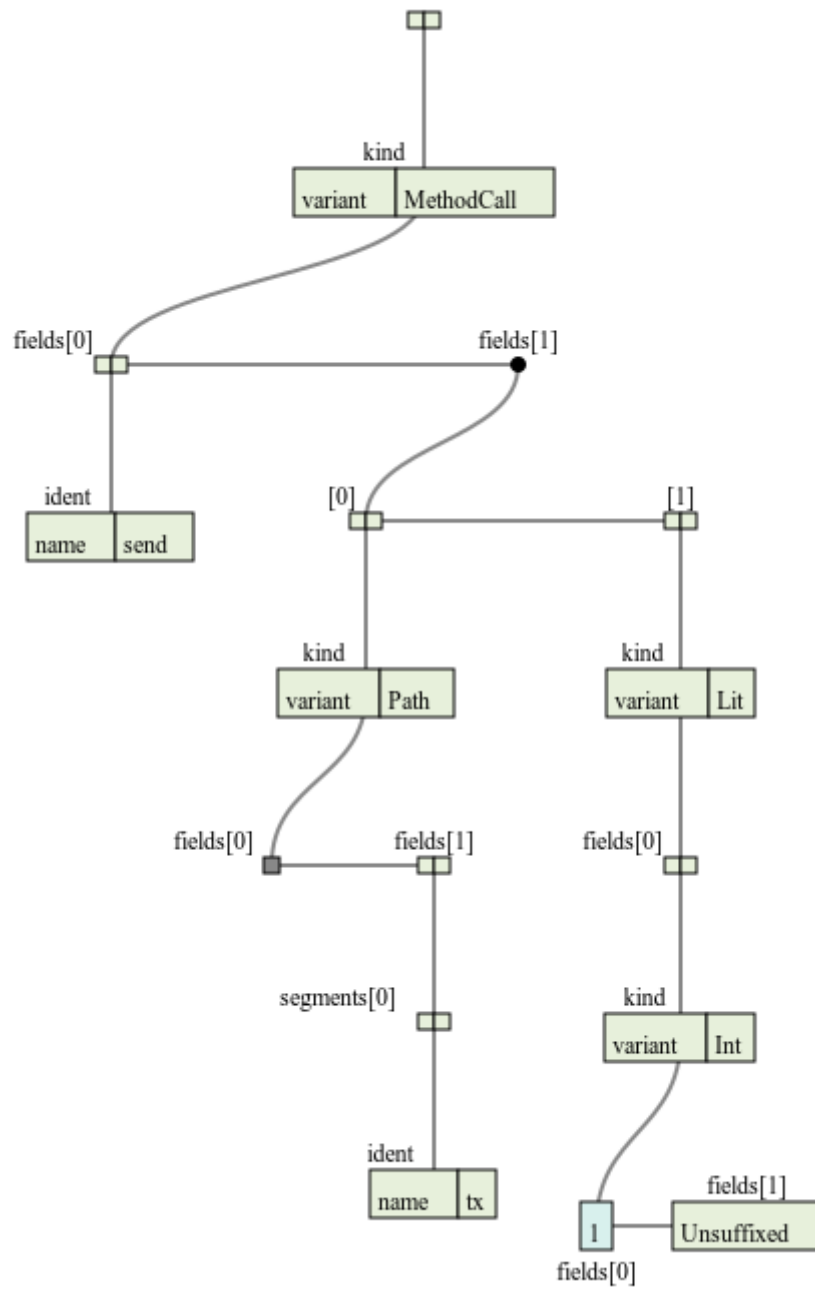 kind
variant MethodCall
fields[0] fields[1]
ident
name send
[0] [1]
kind kind
variant Path variant Lit
fields[0] fields[1] fields[0]
segments[0]
kind
variant Int
ident
name tx
fields[1]
1 Unsuffixed
fields[0]